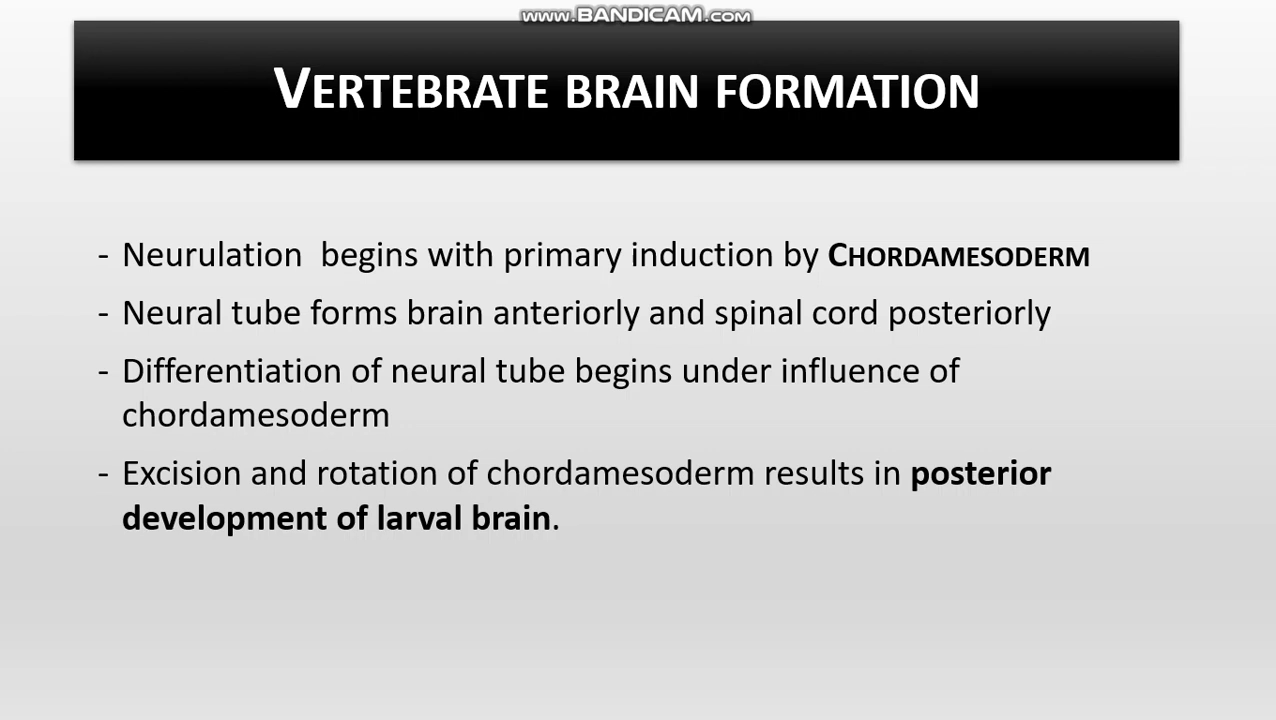 www.BANDICAM.com
VERTEBRATE BRAIN FORMATION
- Neurulation begins with primary induction by CHORDAMESODERM
- Neural tube forms brain anteriorly and spinal cord posteriorly
- Differentiation of neural tube begins under influence of
chordamesoderm
- Excision and rotation of chordamesoderm results in posterior
development of larval brain.